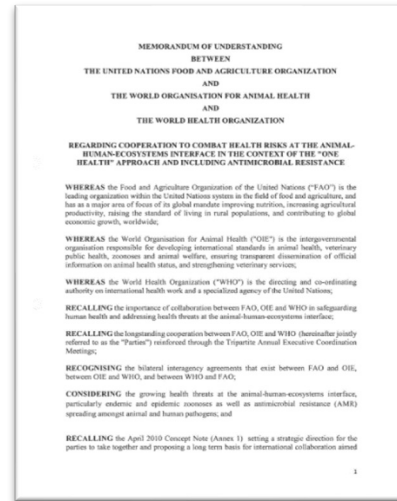 MEMORANDUM OF UNDERSTANDING
BETWEEN
THE UNITED NATIONS FOOD AND AGRICULTURE ORGANIZATION
AND
THE WORLD ORGANISATION FOR ANIMAL HEALTH
AND
THE WORLD HEALTH ORGANIZATION
REGARDING COOPERATION TO COMBAT HEALTH RISKS AT THE ANIMAL-
HUMAN-ECOSYSTEMS INTERFACE IN THE CONTEXT OF THE "ONE
HEALTH" APPROACH AND INCLUDING ANTIMICROBIAL RESISTANCE
WHEREAS the Food and Agriculture Organization of the United Nations ("FAO") is the
leading organization within the United Nations system in the field of food and agriculture, and
has as a major area of focus of its global mandate improving nutrition, increasing agricultural
productivity, raising the standard of living in rural populations, and contributing to global
economic growth, worldwide;
WHEREAS the World Organisation for Animal Health ("OIE") is the intergovernmental
organisation responsible for developing international standards in animal health, veterinary
public health, zoonoses and animal welfare, ensuring transparent dissemination of official
information on animal health status, and strengthening veterinary services;
WHEREAS the World Health Organization ("WHO") is the directing and co-ordinating
authority on international health work and a specialized agency of the United Nations;
RECALLING the importance of collaboration between FAO, OIE and WHO in safeguarding
human health and addressing health threats at the animal-human-ecosystems interface;
RECALLING the longstanding cooperation between FAO, OIE and WHO (hereinafter jointly
referred to as the "Parties") reinforced through the Tripartite Annual Executive Coordination
Meetings;
RECOGNISING the bilateral interagency agreements that exist between FAO and OIE,
between OIE and WHO, and between WHO and FAO;
CONSIDERING the growing health threats at the animal-human-ecosystems interface,
particularly endemic and epidemic zoonoses as well as antimicrobial resistance (AMR)
spreading amongst animal and human pathogens; and
RECALLING the April 2010 Concept Note (Annex 1) setting a strategic direction for the
parties to take together and proposing a long term basis for international collaboration aimed
1